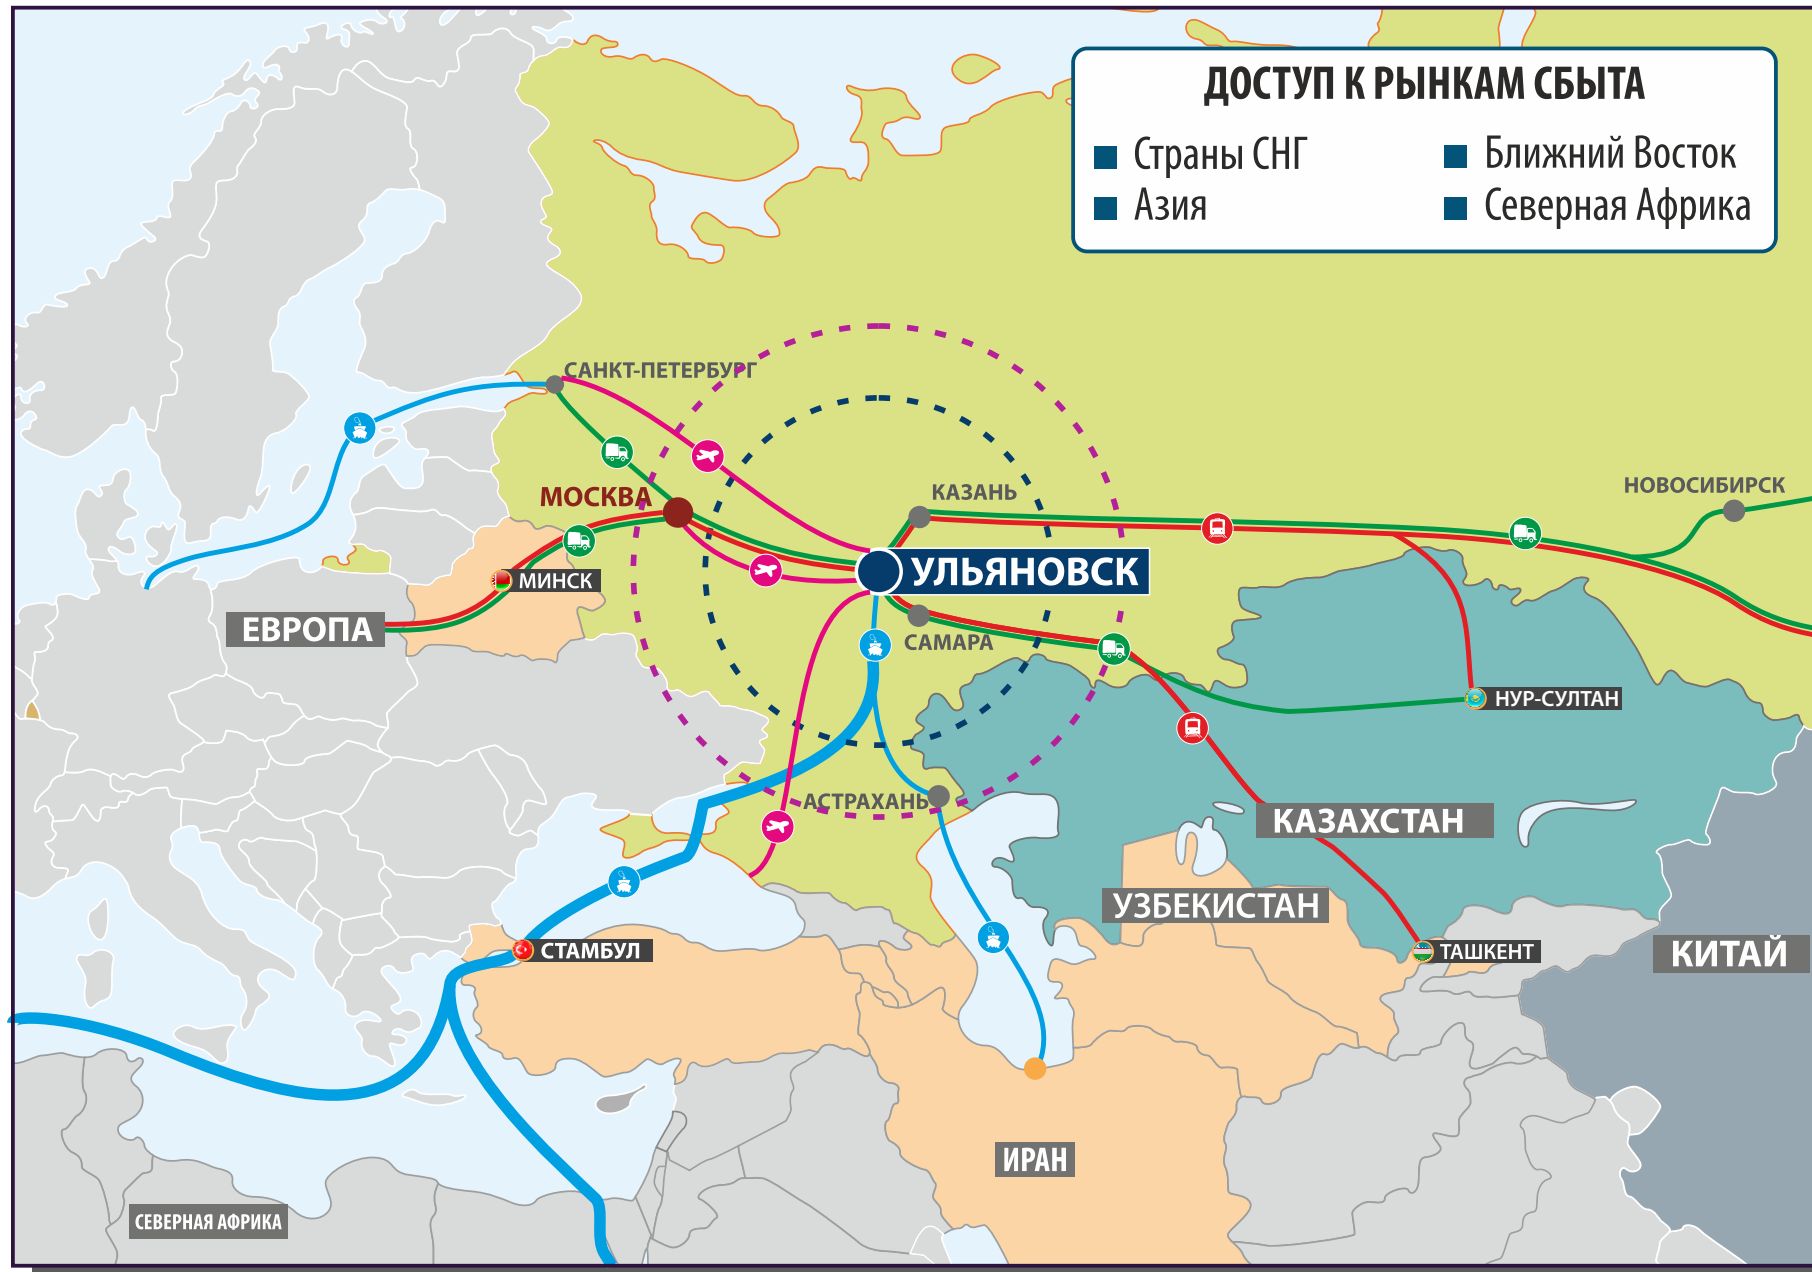 ДОСТУП К РЫНКАМ СБЫТА
Страны СНГ
Ближний Восток
Азия
Северная Африка
САНКТ-ПЕТЕРБУРГ
МОСКВА
КАЗАНЬ
НОВОСИБИРСК
УЛЬЯНОВСК
МИНСК
ЕВРОПА
САМАРА
НУР-СУЛТАН
АСТРАХАНЬ
КАЗАХСТАН
УЗБЕКИСТАН
СТАМБУЛ
ТАШКЕНТ
КИТАЙ
ИРАН
СЕВЕРНАЯ АФРИКА